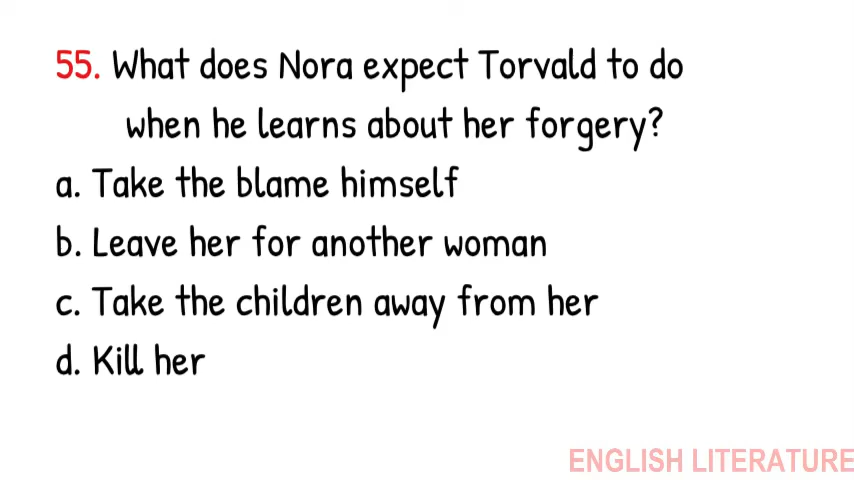 55. What does Nora expect Torvald to do
when he learns about her forgery?
a. Take the blame himself
b. Leave her for another woman
c. Take the children away from her
d. Kill her
ENGLISH LITERATURE